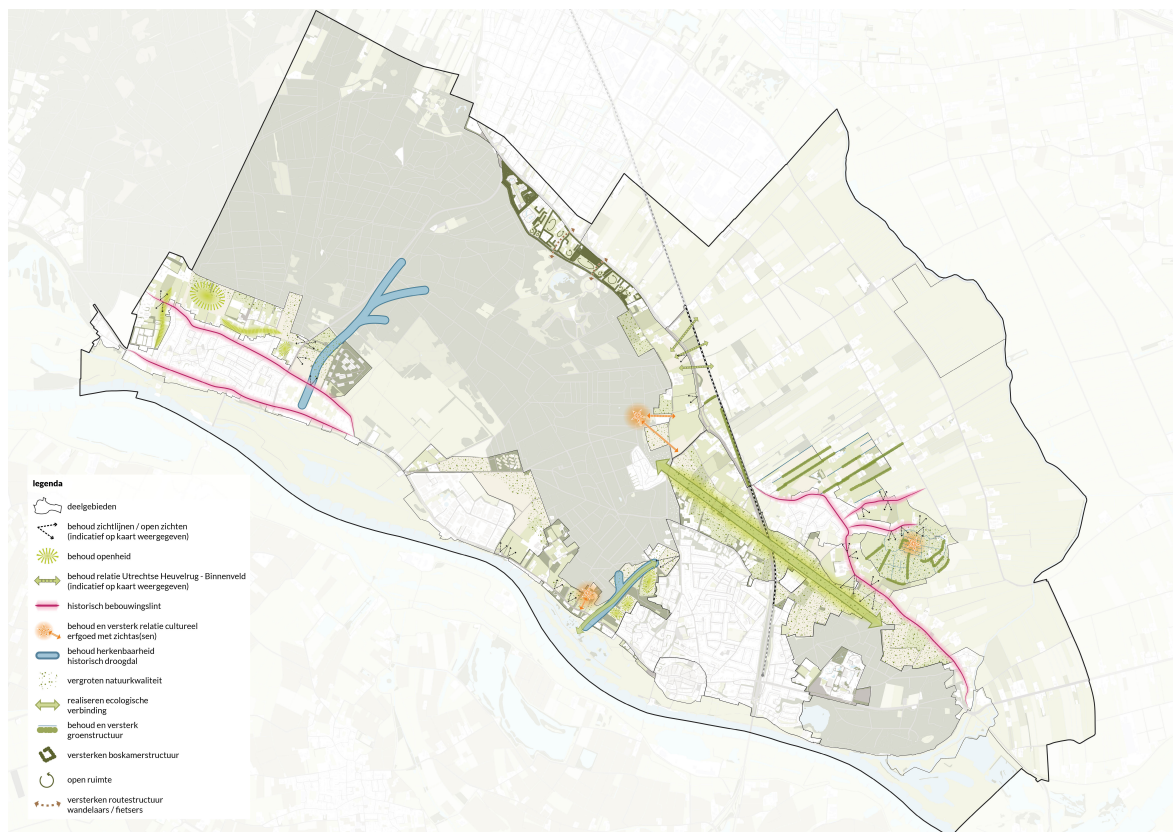 legenda
deelgebieden
behoud zichtlijnen / open zichten
(indicatief op kaart weergegeven)
behoud openheid
behoud relatie Utrechtse Heuvelrug - Binnenveld
(indicatief op kaart weergegeven)
historisch bebouwingslint
behoud en versterk relatie cultureel
erfgoed met zichtas(sen)
behoud herkenbaarheid
historisch droogdal
vergroten natuurkwaliteit
realiseren ecologische
verbinding
behoud en versterk
groenstructuur
versterken boskamerstructuur
open ruimte
versterken routestructuur
wandelaars / fietsers